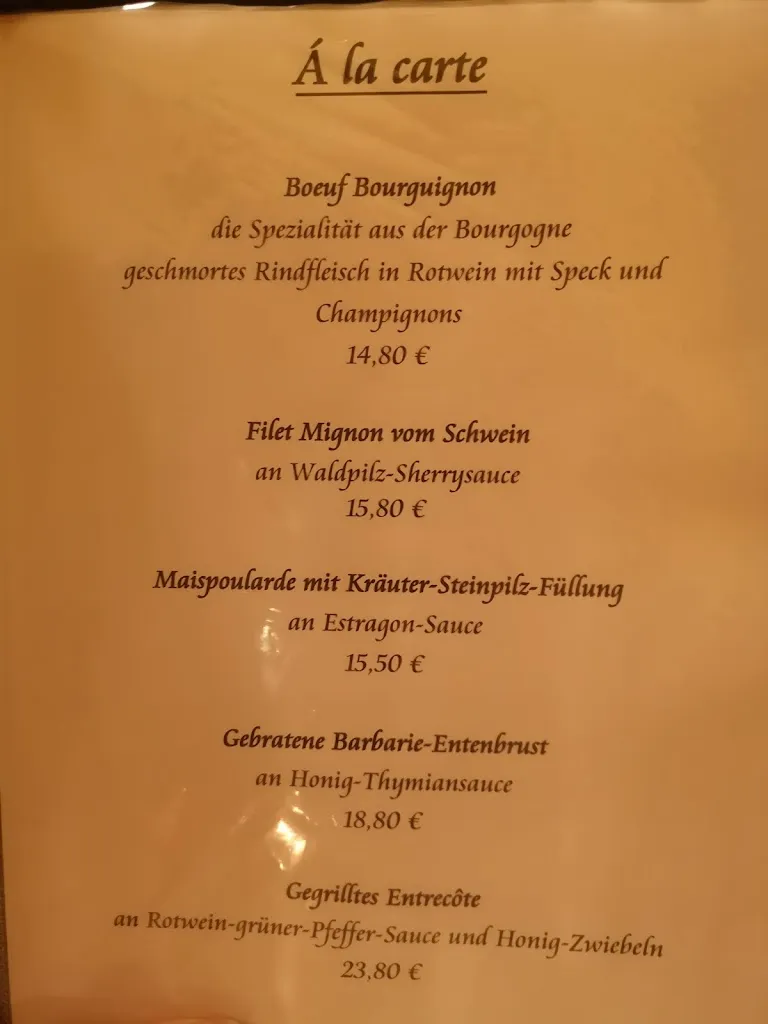 Á la carte
Boeuf Bourguignon
die Spezialität aus der Bourgogne
geschmortes Rindfleisch in Rotwein mit Speck und
Champignons
14,80 €
Filet Mignon vom Schwein
an Waldpilz-Sherrysauce
15,80 €
Maispoularde mit Kräuter-Steinpilz-Füllung
an Estragon-Sauce
15,50 €
Gebratene Barbarie-Entenbrust
an Honig-Thymiansauce
18,80 €
Gegrilltes Entrecôte
an Rotwein-grüner-Pfeffer-Sauce und Honig-Zwiebeln
23,80 €